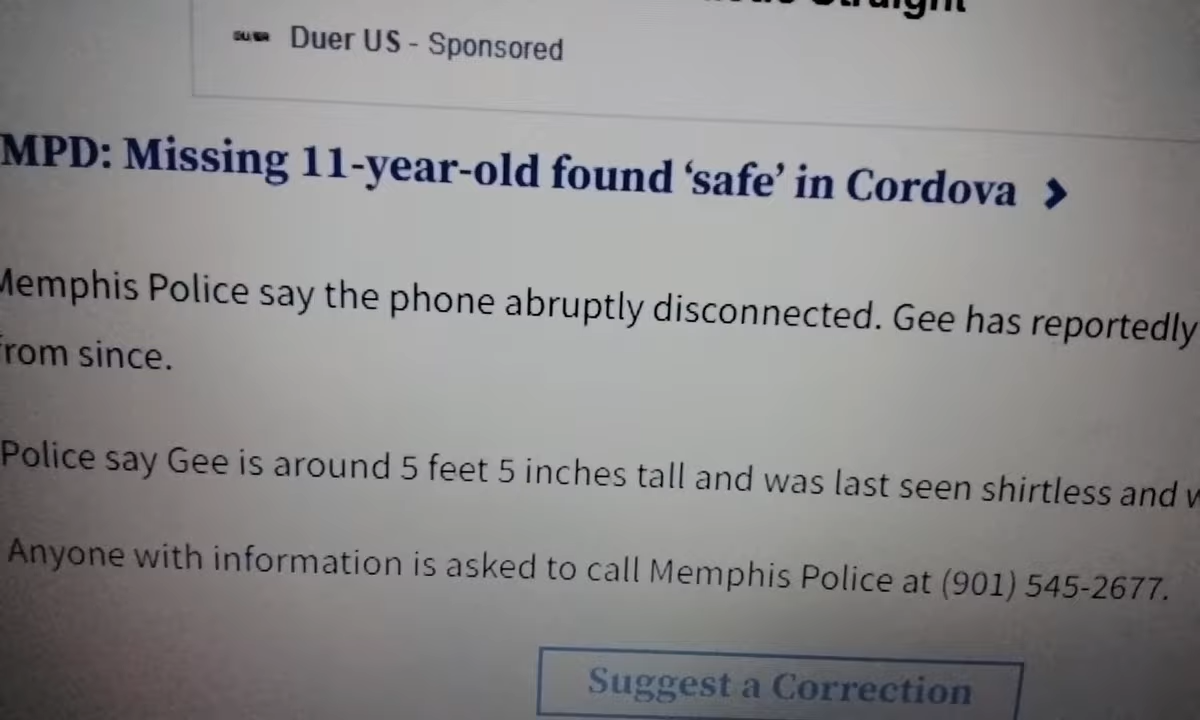 Straight
Duer US - Sponsored
MPD: Missing 11-year-old found ‘safe’ in Cordova >
Memphis Police say the phone abruptly disconnected. Gee has reportedly
from since.
Police say Gee is around 5 feet 5 inches tall and was last seen shirtless and w
Anyone with information is asked to call Memphis Police at (901) 545-2677.
Suggest a Correction